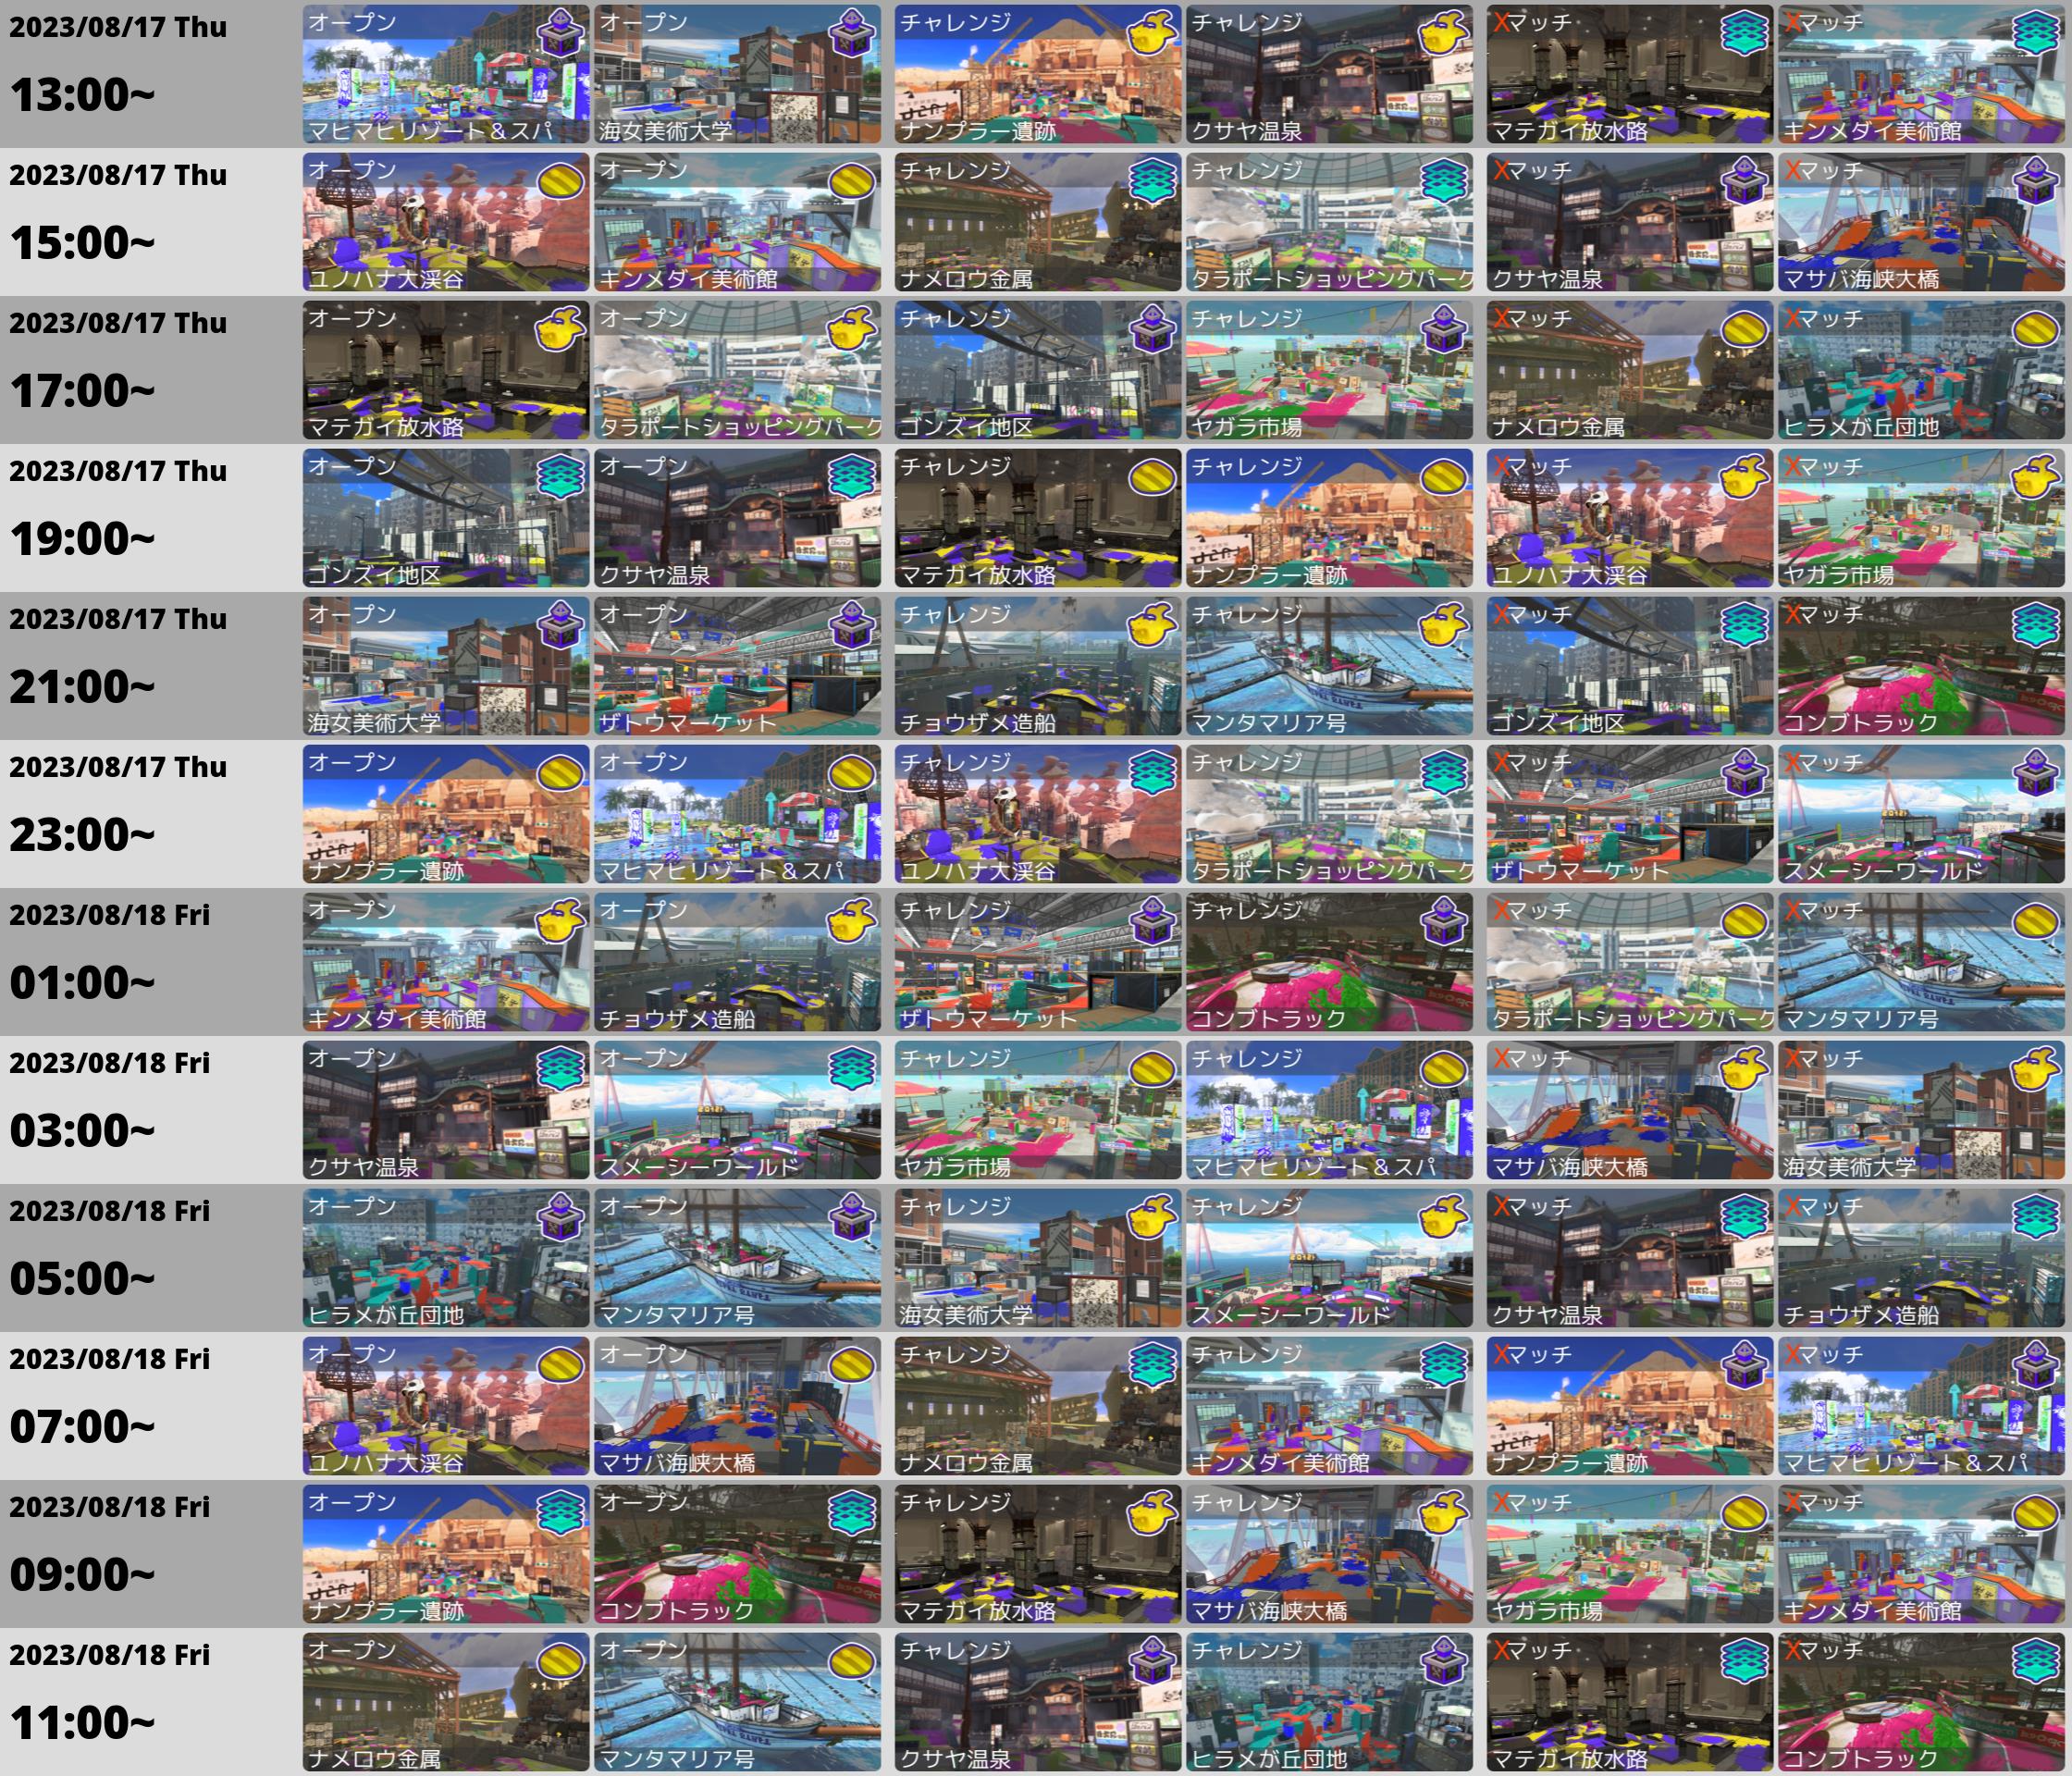 2023/08/17 Thu
13:00~
オープン オープン チャレンジ チャレンジ Xマッチ Xマッチ
マヒマヒリゾート&スパ 海女美術大学 ナンプラー遺跡 クサヤ温泉 マテガイ放水路 キンメダイ美術館
2023/08/17 Thu
15:00~
オープン オープン チャレンジ チャレンジ Xマッチ Xマッチ
ユノハナ大渓谷 キンメダイ美術館 ナメロウ金属 タラポートショッピングパーク クサヤ温泉 マサバ海峡大橋
2023/08/17 Thu
17:00~
オープン オープン チャレンジ チャレンジ Xマッチ Xマッチ
マテガイ放水路 タラポートショッピングパーク ゴンズイ地区 ヤガラ市場 ナメロウ金属 ヒラメが丘団地
2023/08/17 Thu
19:00~
オープン オープン チャレンジ チャレンジ Xマッチ Xマッチ
ゴンズイ地区 クサヤ温泉 マテガイ放水路 ナンプラー遺跡 ユノハナ大渓谷 ヤガラ市場
2023/08/17 Thu
21:00~
オープン オープン チャレンジ チャレンジ Xマッチ Xマッチ
海女美術大学 ザトウマーケット チョウザメ造船 マンタマリア号 ゴンズイ地区 コンブトラック
2023/08/17 Thu
23:00~
オープン オープン チャレンジ チャレンジ Xマッチ Xマッチ
ナンプラー遺跡 マヒマヒリゾート&スパ ユノハナ大渓谷 タラポートショッピングパーク ザトウマーケット スメーシーワールド
2023/08/18 Fri
01:00~
オープン オープン チャレンジ チャレンジ Xマッチ Xマッチ
キンメダイ美術館 チョウザメ造船 ザトウマーケット コンブトラック タラポートショッピングパーク マンタマリア号
2023/08/18 Fri
03:00~
オープン オープン チャレンジ チャレンジ Xマッチ Xマッチ
クサヤ温泉 スメーシーワールド ヤガラ市場 マヒマヒリゾート&スパ マサバ海峡大橋 海女美術大学
2023/08/18 Fri
05:00~
オープン オープン チャレンジ チャレンジ Xマッチ Xマッチ
ヒラメが丘団地 マンタマリア号 海女美術大学 スメーシーワールド クサヤ温泉 チョウザメ造船
2023/08/18 Fri
07:00~
オープン オープン チャレンジ チャレンジ Xマッチ Xマッチ
ユノハナ大渓谷 マサバ海峡大橋 ナメロウ金属 キンメダイ美術館 ナンプラー遺跡 マヒマヒリゾート&スパ
2023/08/18 Fri
09:00~
オープン オープン チャレンジ チャレンジ Xマッチ Xマッチ
ナンプラー遺跡 コンブトラック マテガイ放水路 マサバ海峡大橋 ヤガラ市場 キンメダイ美術館
2023/08/18 Fri
11:00~
オープン オープン チャレンジ チャレンジ Xマッチ Xマッチ
ナメロウ金属 マンタマリア号 クサヤ温泉 ヒラメが丘団地 マテガイ放水路 コンブトラック